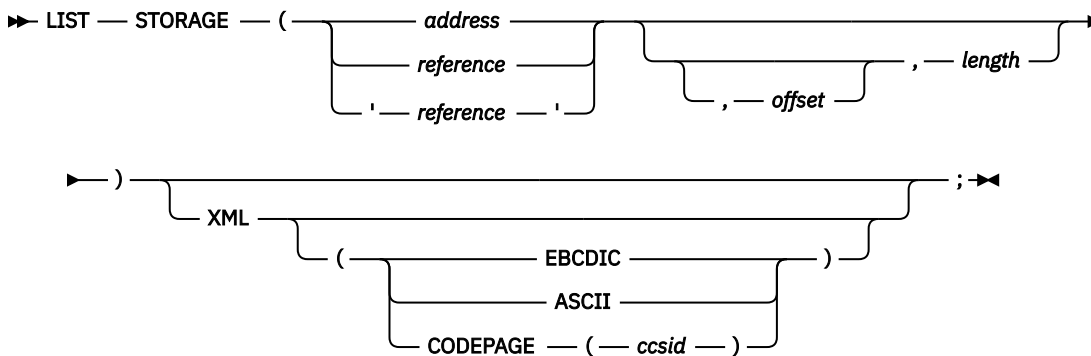 LIST STORAGE ( address
reference
' reference '
, length
, offset
) ;
XML
( EBCDIC )
ASCII
CODEPAGE ( ccsid )